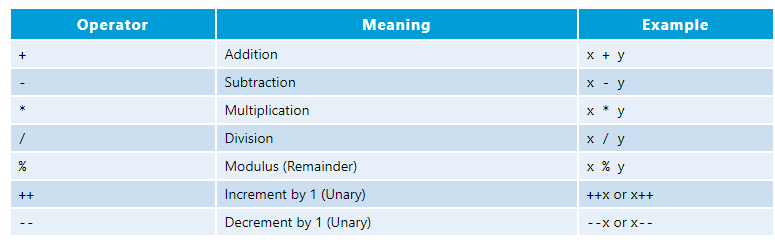 Operator Meaning Example
+ Addition x + y
- Subtraction x - y
* Multiplication x * y
/ Division x / y
% Modulus (Remainder) x % y
++ Increment by 1 (Unary) ++x or x++
-- Decrement by 1 (Unary) --x or x--